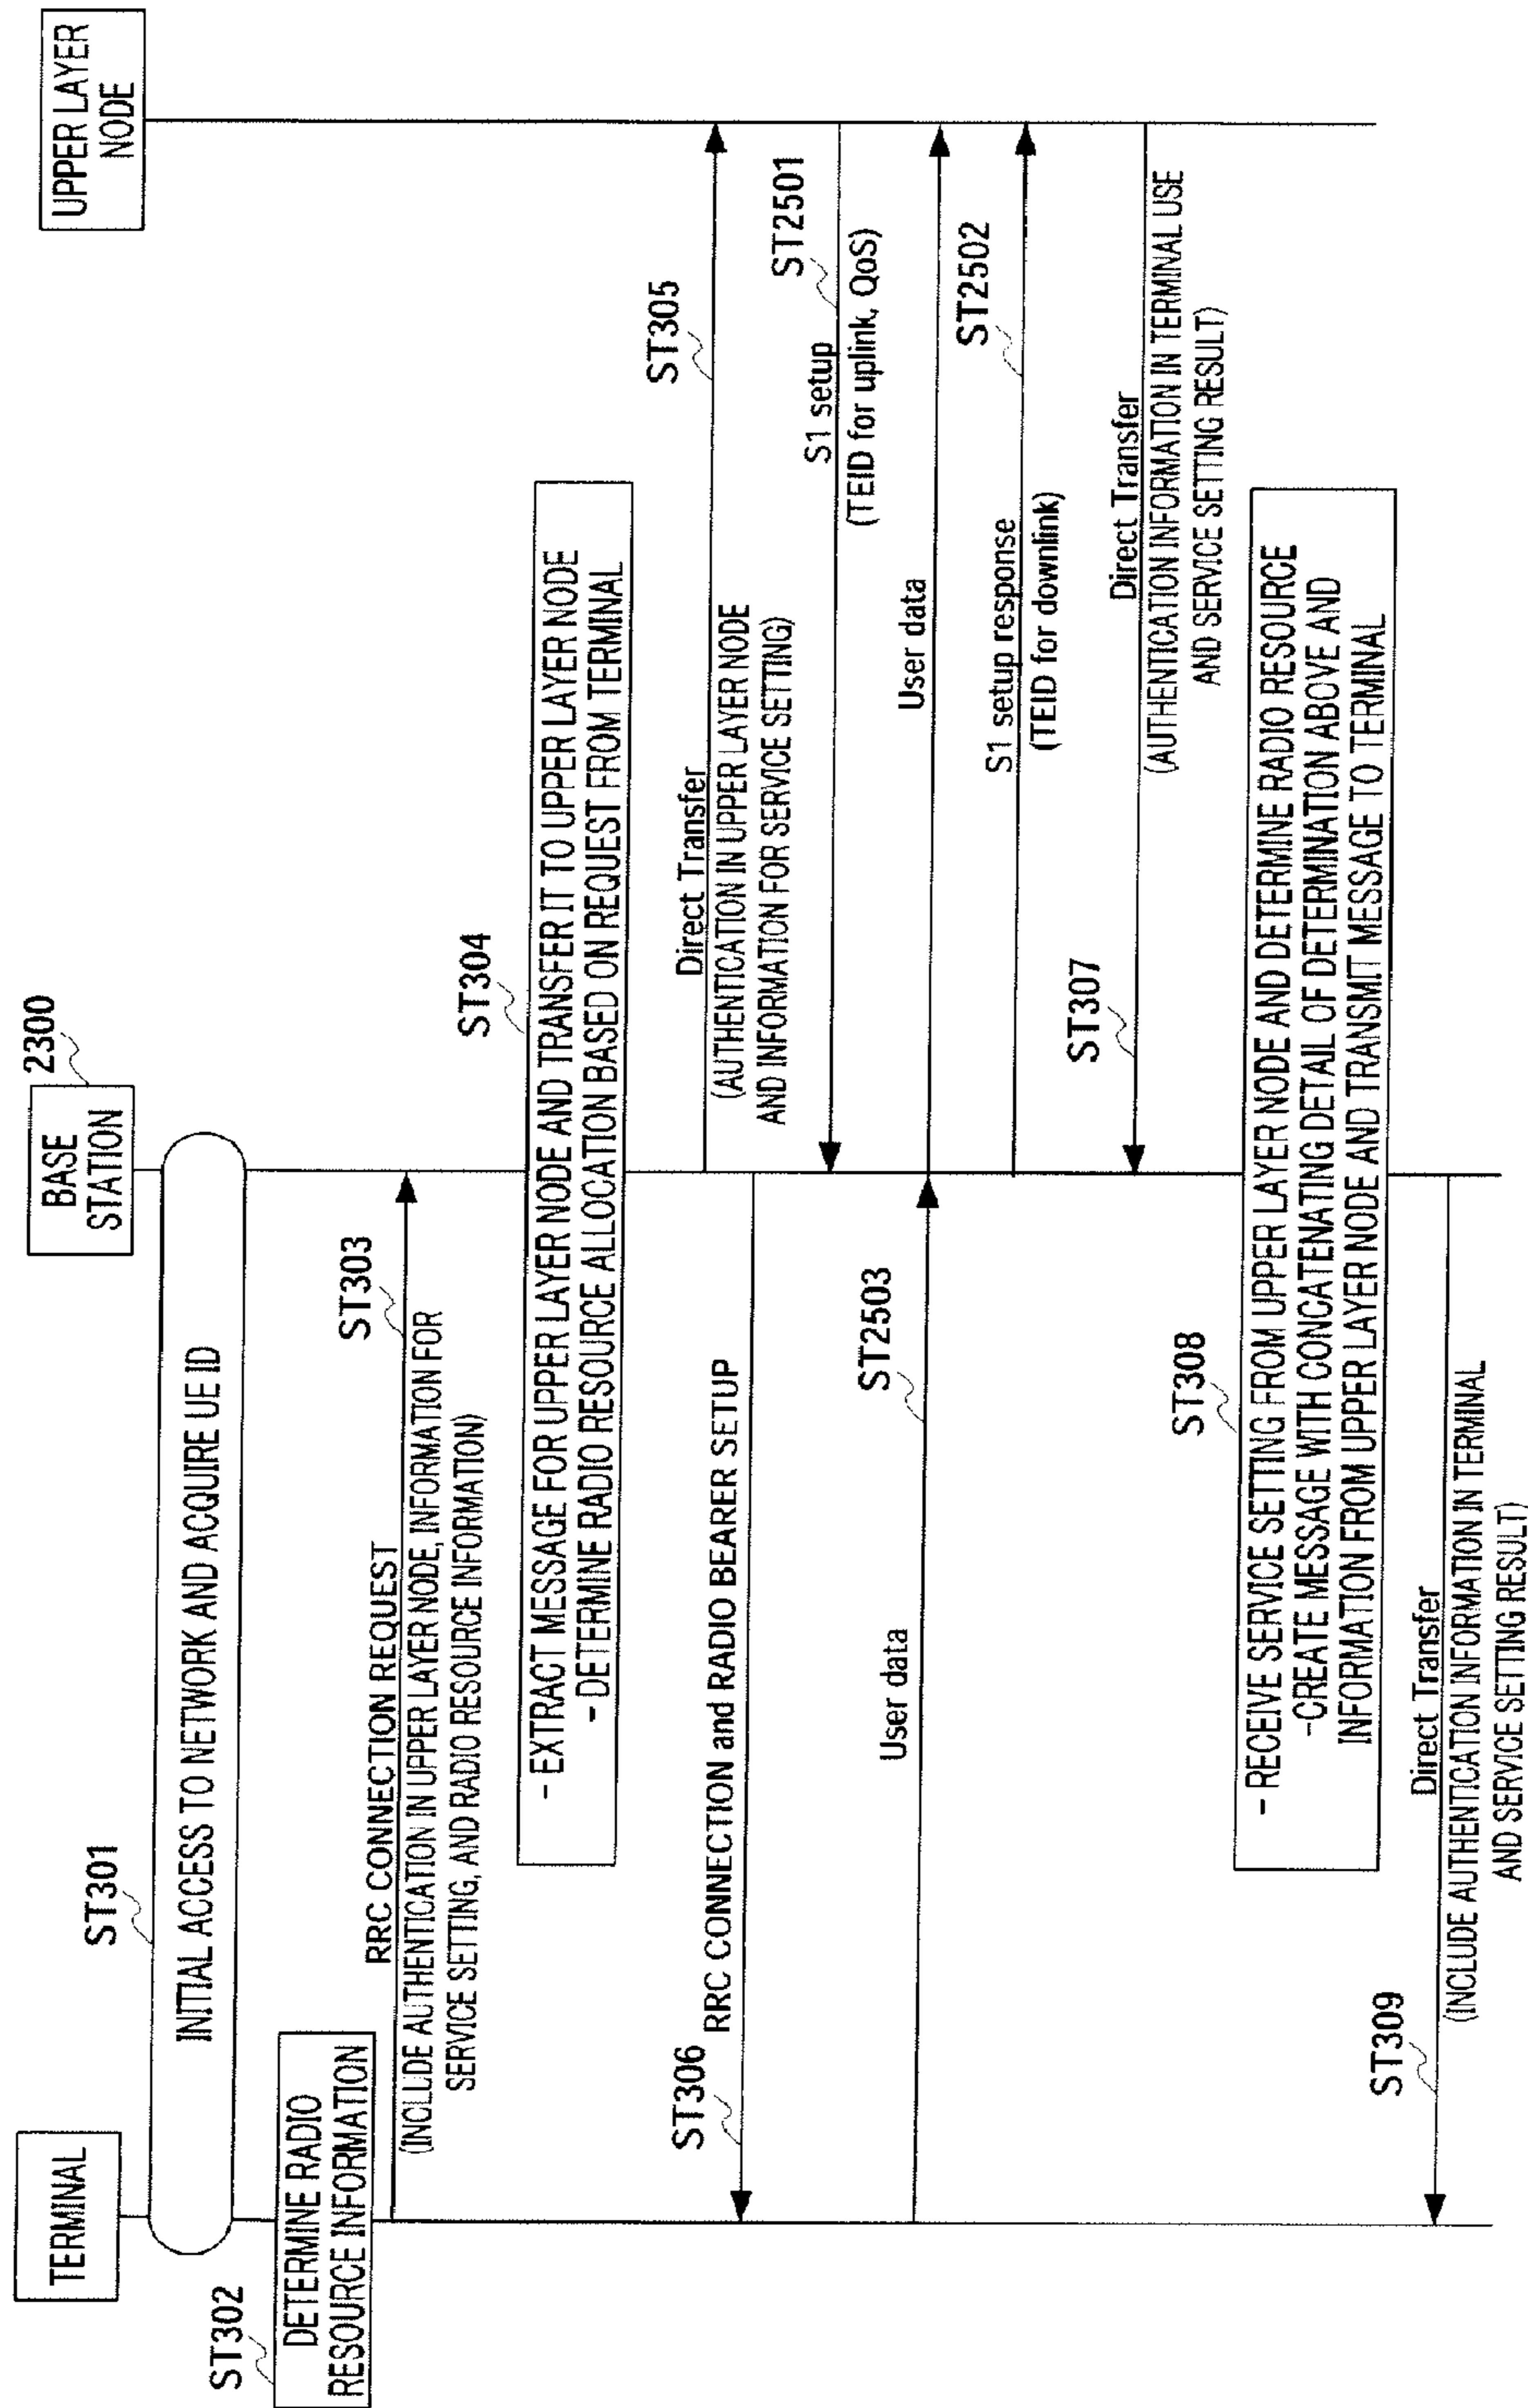 TERMINAL
BASE
STATION
2300
UPPER LAYER
NODE
ST301
INITIAL ACCESS TO NETWORK AND ACQUIRE UE ID
ST302
DETERMINE RADIO
RESOURCE INFORMATION
RRC CONNECTION REQUEST
ST303
(INCLUDE AUTHENTICATION IN UPPER LAYER NODE, INFORMATION FOR
SERVICE SETTING, AND RADIO RESOURCE INFORMATION)
ST304
- EXTRACT MESSAGE FOR UPPER LAYER NODE AND TRANSFER IT TO UPPER LAYER NODE
- DETERMINE RADIO RESOURCE ALLOCATION BASED ON REQUEST FROM TERMINAL
Direct Transfer
ST305
(AUTHENTICATION IN UPPER LAYER NODE
AND INFORMATION FOR SERVICE SETTING)
ST306
RRC CONNECTION and RADIO BEARER SETUP
S1 setup
ST2501
(TEID for uplink, QoS)
User data
ST2503
User data
S1 setup response
ST2502
(TEID for downlink)
ST307
Direct Transfer
(AUTHENTICATION INFORMATION IN TERMINAL USE
AND SERVICE SETTING RESULT)
ST308
- RECEIVE SERVICE SETTING FROM UPPER LAYER NODE AND DETERMINE RADIO RESOURCE
-CREATE MESSAGE WITH CONCATENATING DETAIL OF DETERMINATION ABOVE AND
INFORMATION FROM UPPER LAYER NODE AND TRANSMIT MESSAGE TO TERMINAL
ST309
Direct Transfer
(INCLUDE AUTHENTICATION INFORMATION IN TERMINAL
AND SERVICE SETTING RESULT)